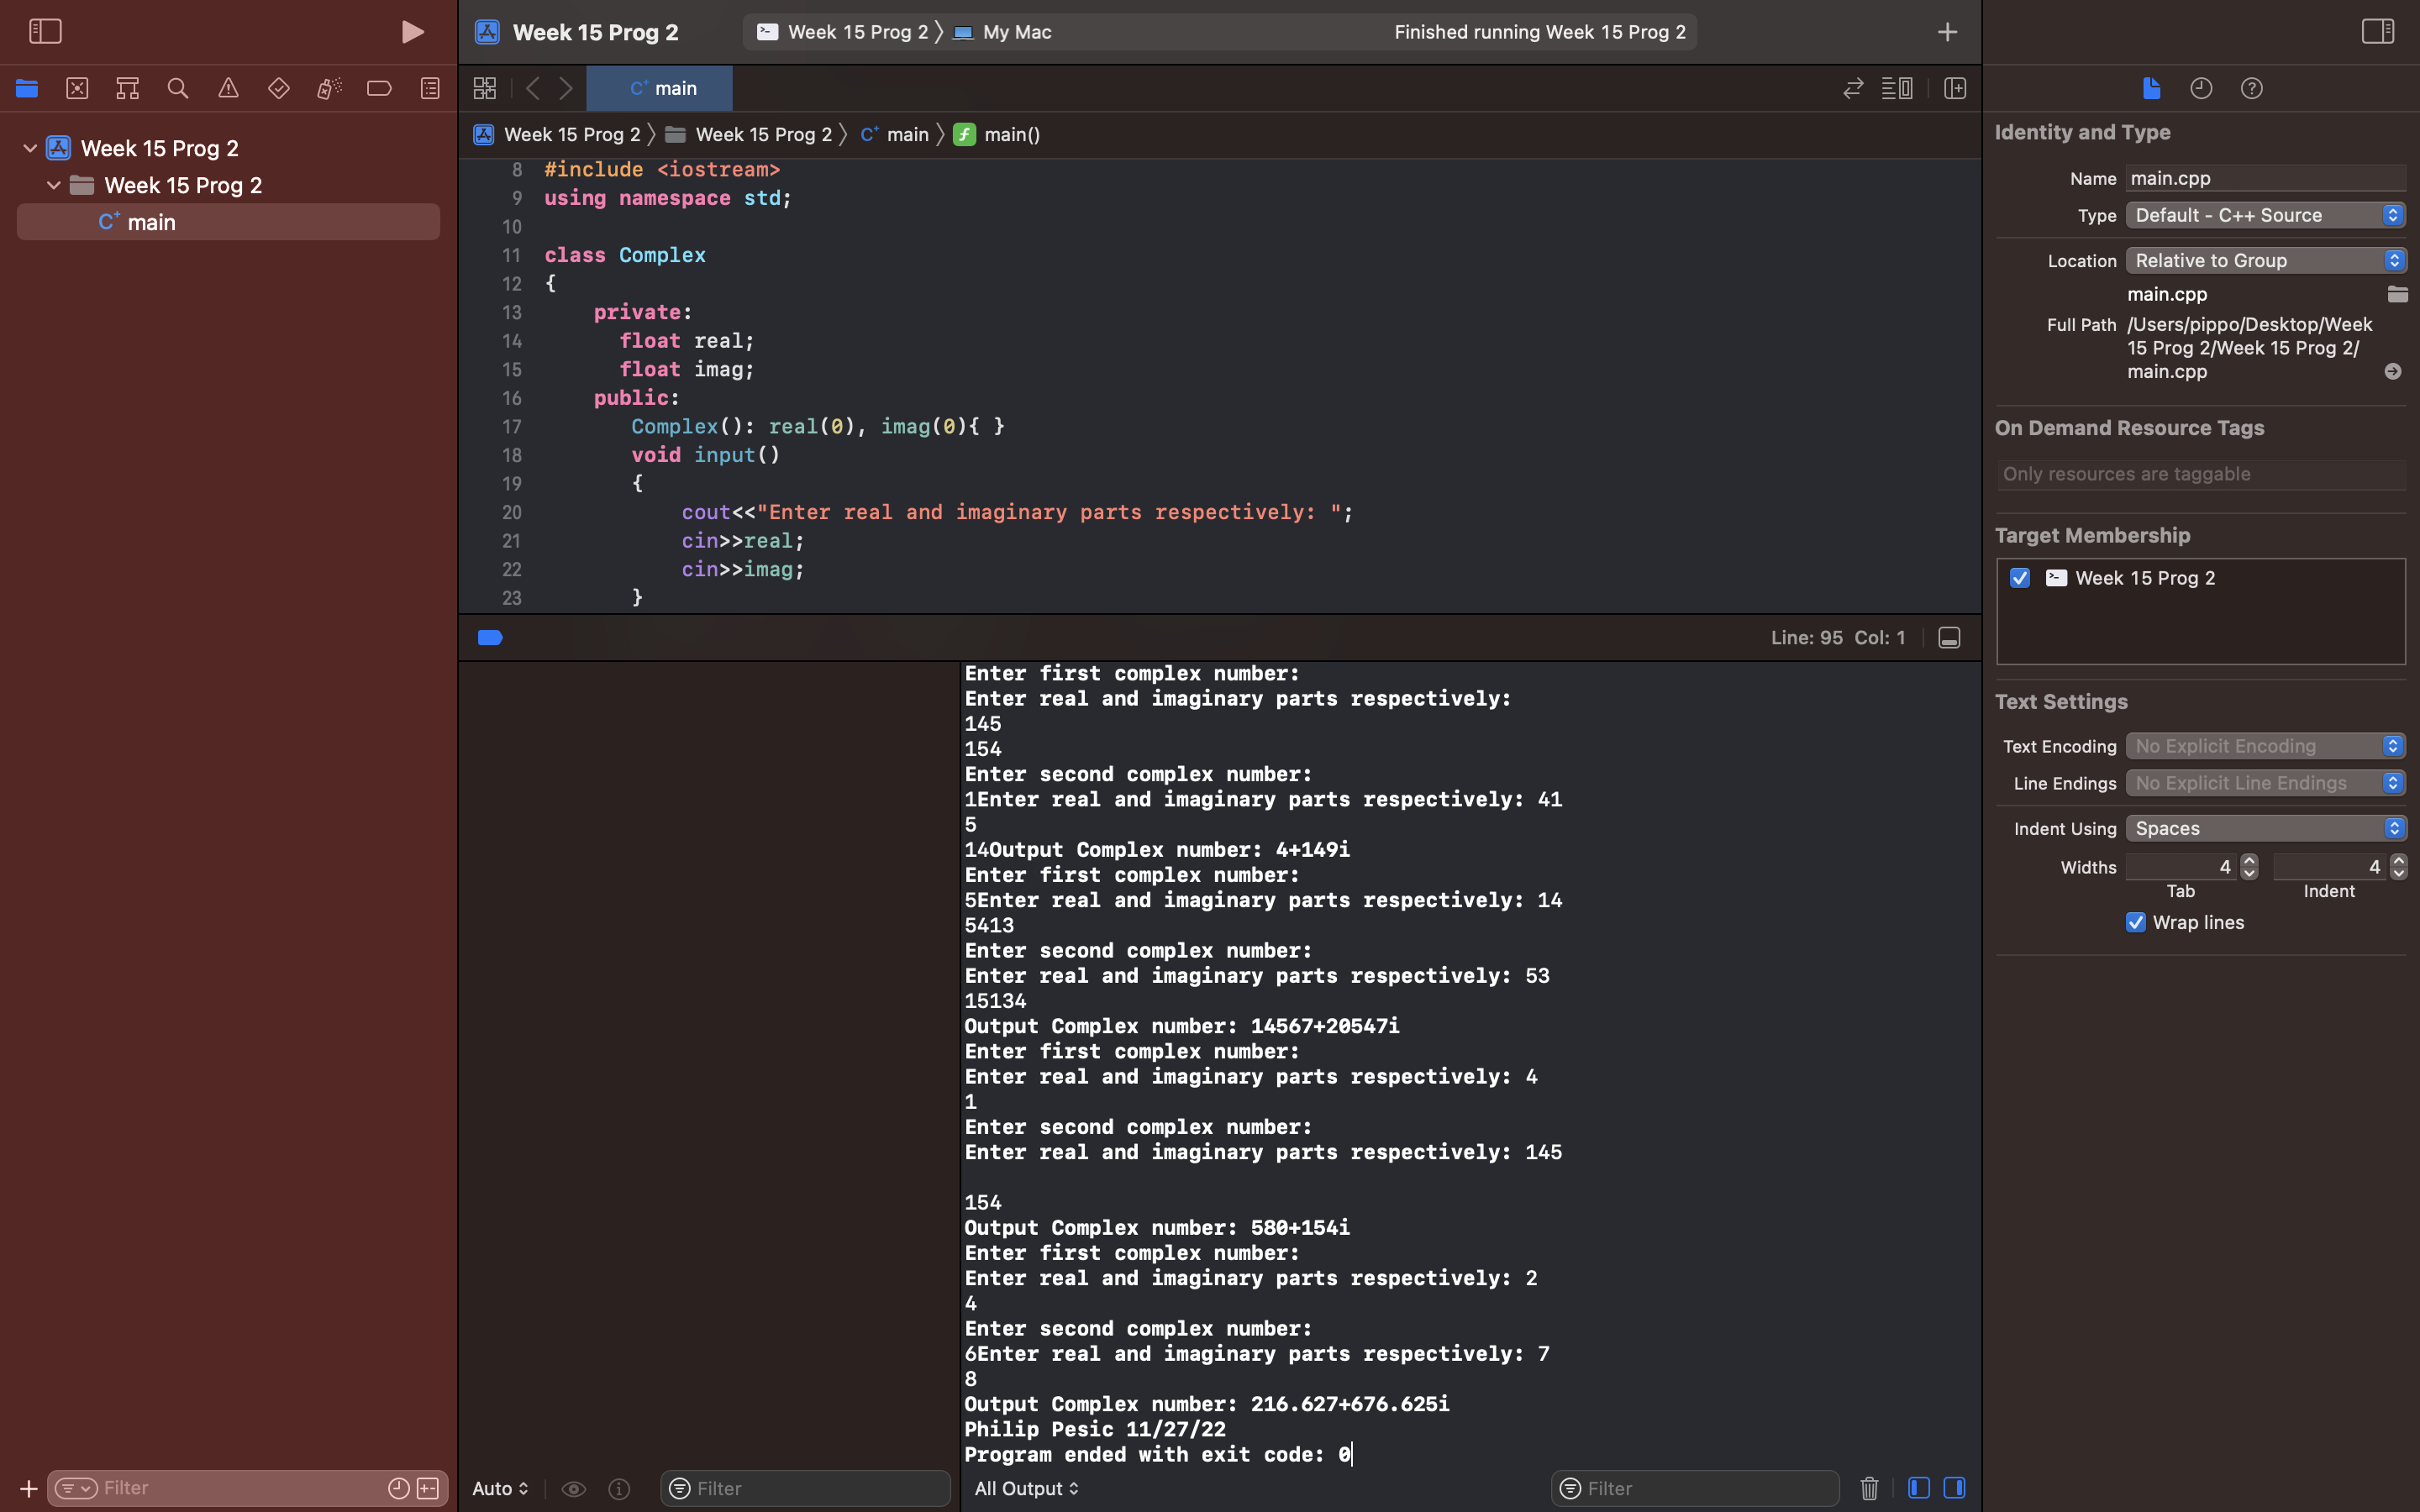 Week 15 Prog 2
Week 15 Prog 2
main
Filter
Week 15 Prog 2
Week 15 Prog 2 〉 My Mac
Finished running Week 15 Prog 2
main
Week 15 Prog 2 〉 Week 15 Prog 2 〉 main 〉 main()
8 #include <iostream>
9 using namespace std;
10
11 class Complex
12 {
13     private:
14       float real;
15       float imag;
16     public:
17        Complex(): real(0), imag(0){ }
18        void input()
19        {
20            cout<<"Enter real and imaginary parts respectively: ";
21            cin>>real;
22            cin>>imag;
23        }
Line: 95 Col: 1
Auto
Filter
Enter first complex number:
Enter real and imaginary parts respectively:
145
154
Enter second complex number:
1Enter real and imaginary parts respectively: 41
5
14Output Complex number: 4+149i
Enter first complex number:
5Enter real and imaginary parts respectively: 14
5413
Enter second complex number:
Enter real and imaginary parts respectively: 53
15134
Output Complex number: 14567+20547i
Enter first complex number:
Enter real and imaginary parts respectively: 4
1
Enter second complex number:
Enter real and imaginary parts respectively: 145
154
Output Complex number: 580+154i
Enter first complex number:
Enter real and imaginary parts respectively: 2
4
Enter second complex number:
6Enter real and imaginary parts respectively: 7
8
Output Complex number: 216.627+676.625i
Philip Pesic 11/27/22
Program ended with exit code: 0
All Output
Filter
Identity and Type
Name main.cpp
Type Default - C++ Source
Location Relative to Group
main.cpp
Full Path /Users/pippo/Desktop/Week
15 Prog 2/Week 15 Prog 2/
main.cpp
On Demand Resource Tags
Only resources are taggable
Target Membership
Week 15 Prog 2
Text Settings
Text Encoding No Explicit Encoding
Line Endings No Explicit Line Endings
Indent Using Spaces
Widths 4 4
Tab Indent
Wrap lines